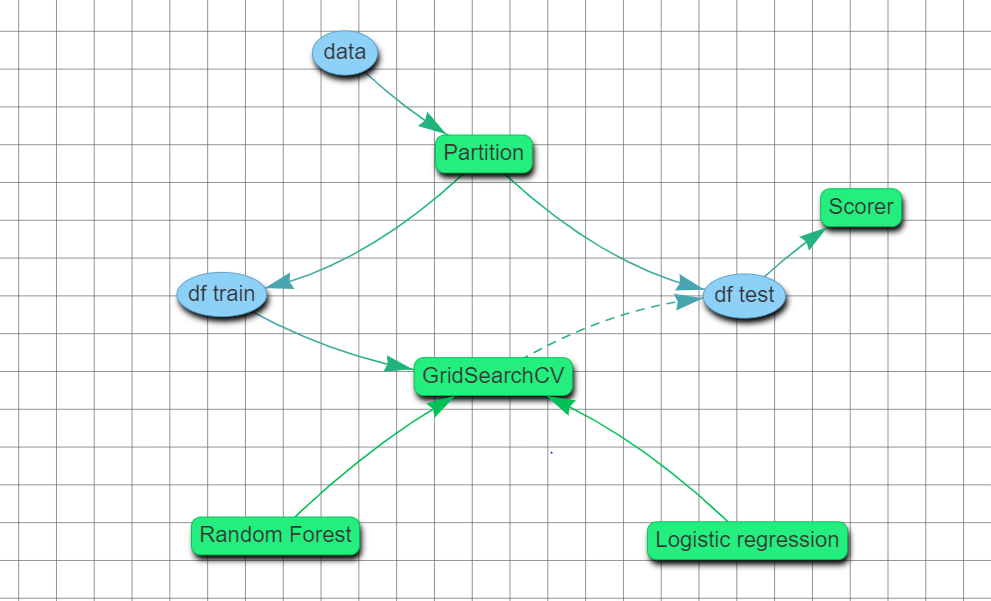 data
Partition
Scorer
df train
df test
GridSearchCV
Random Forest
Logistic regression